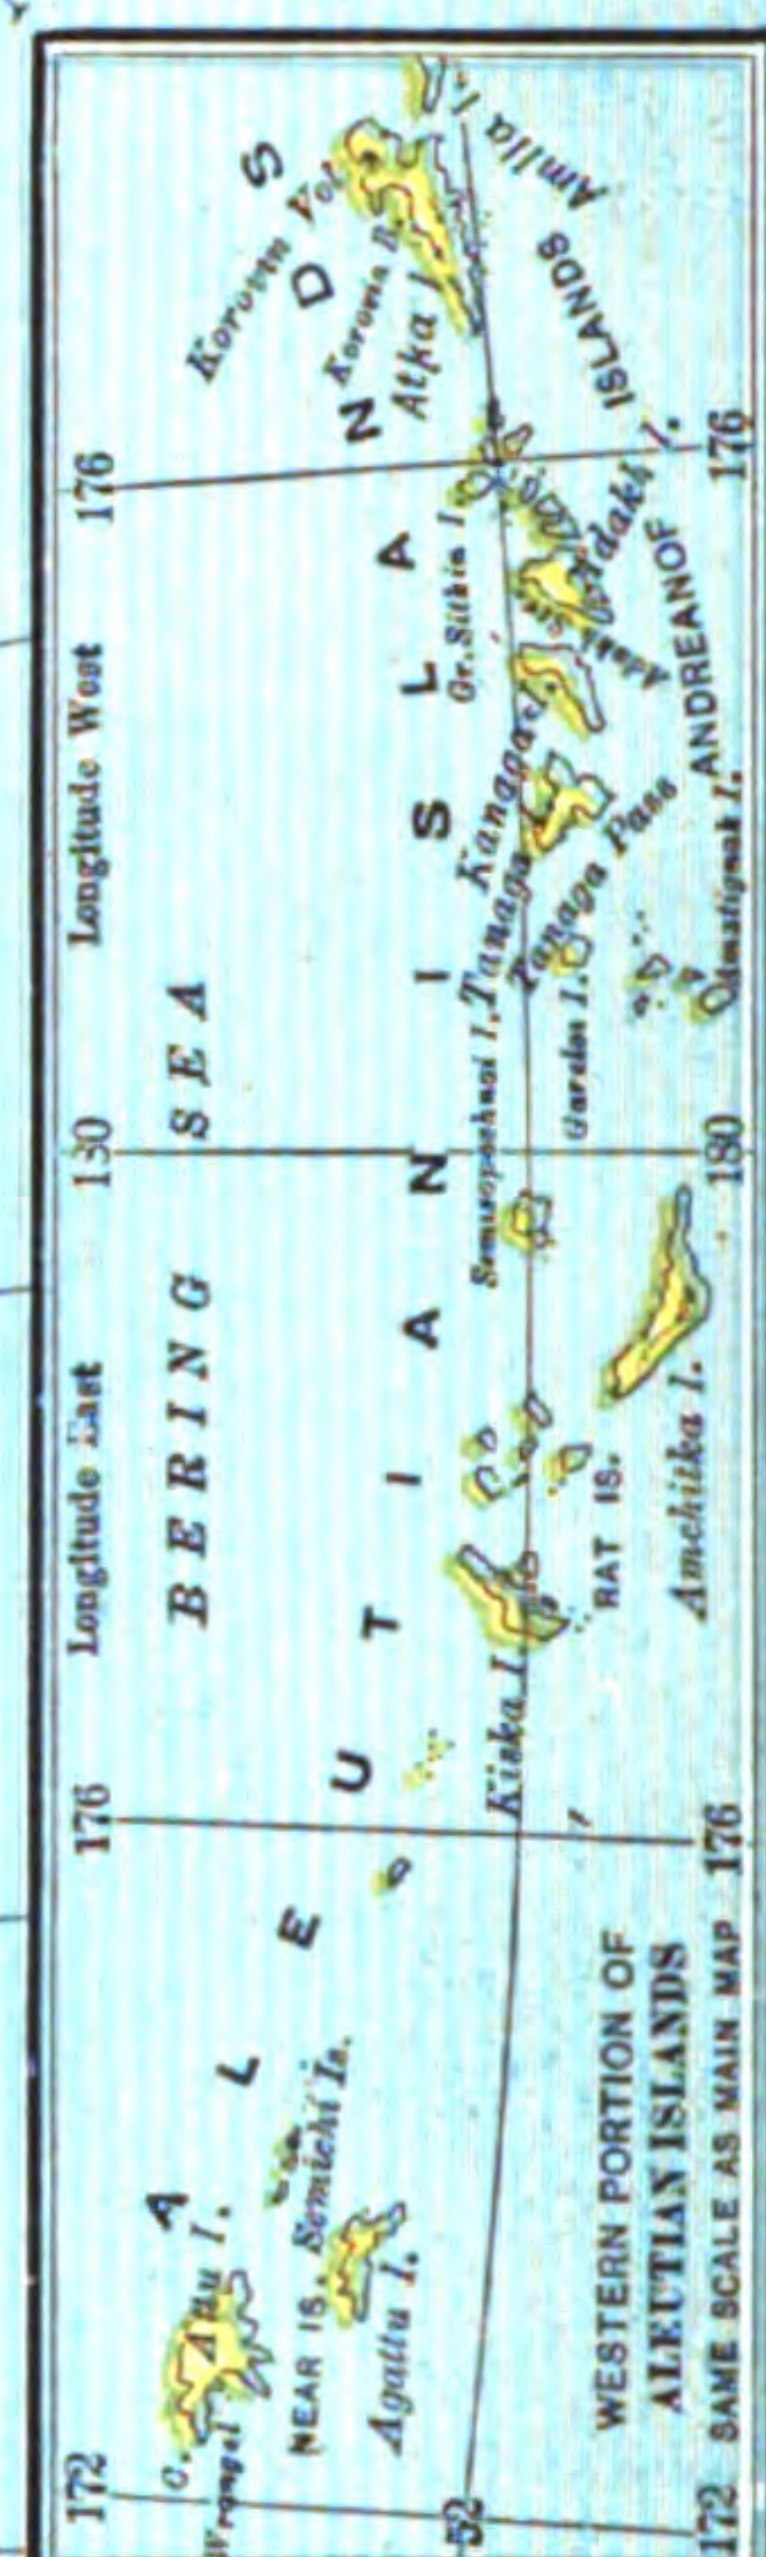 172
176
Longitude East
180
Longitude West
176
BERING SEA
ALEUTIAN ISLANDS
C. Wrangel
Attu I.
NEAR IS.
Semichi Is.
Agattu I.
Kiska I.
RAT IS.
Amchitka I.
Semisopochnoi I.
Tanaga
Tanaga Pass
Gareloi I.
Kanaga I.
Gr. Sitkin I
Adak I.
ANDREANOF ISLANDS
Atka I
Korovin B.
Korovin Vol.
Amlia I.
52
WESTERN PORTION OF
ALEUTIAN ISLANDS
SAME SCALE AS MAIN MAP
172
176
180
176